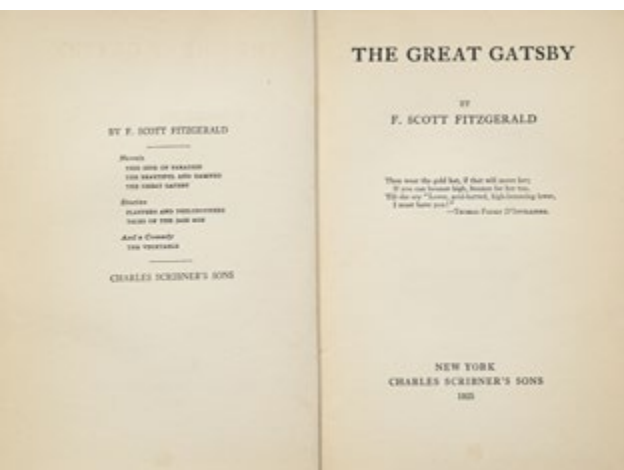 BY F. SCOTT FITZGERALD
Novels
THIS SIDE OF PARADISE
THE BEAUTIFUL AND DAMNED
THE GREAT GATSBY
Stories
FLAPPERS AND PHILOSOPHERS
TALES OF THE JAZZ AGE
And a Comedy
THE VEGETABLE
CHARLES SCRIBNER'S SONS
THE GREAT GATSBY
BY
F. SCOTT FITZGERALD
Then wear the gold hat, if that will move her;
If you can bounce high, bounce for her too,
Till she cry "Lover, gold-hatted, high-bouncing lover,
I must have you!"
—Thomas Parke D'Invilliers.
NEW YORK
CHARLES SCRIBNER'S SONS
1925